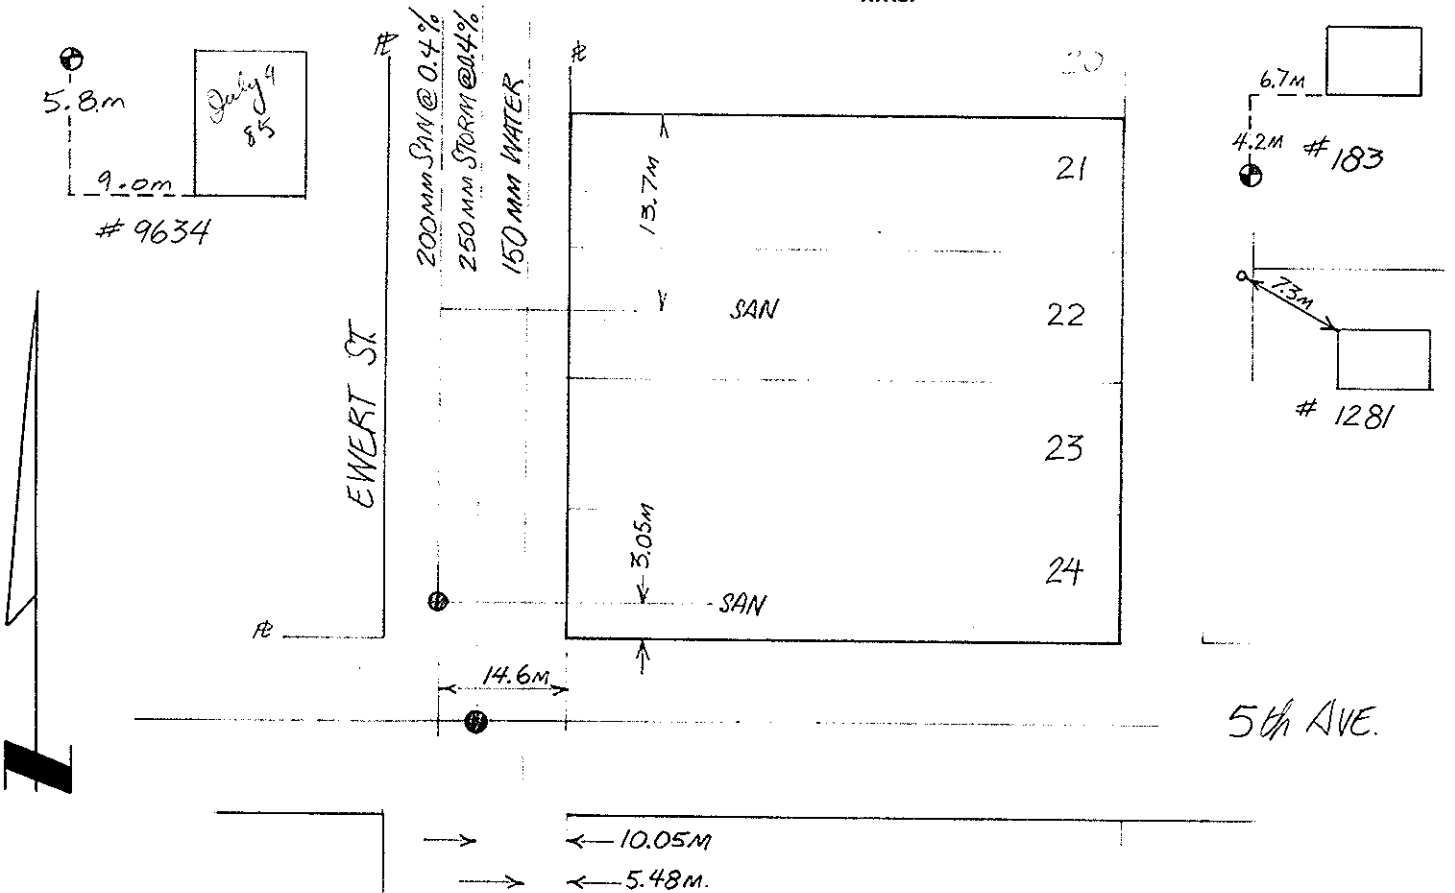 5.8m
July 4
85
9.0m
# 9634
200MM SAN @ 0.4%
250MM STORM @ 0.4%
150MM WATER
EWERT ST.
13.7M
SAN
3.05M
SAN
20
21
22
23
24
6.7M
4.2M
# 183
7.3M
# 1281
14.6M
5th AVE.
10.05M
5.48M.